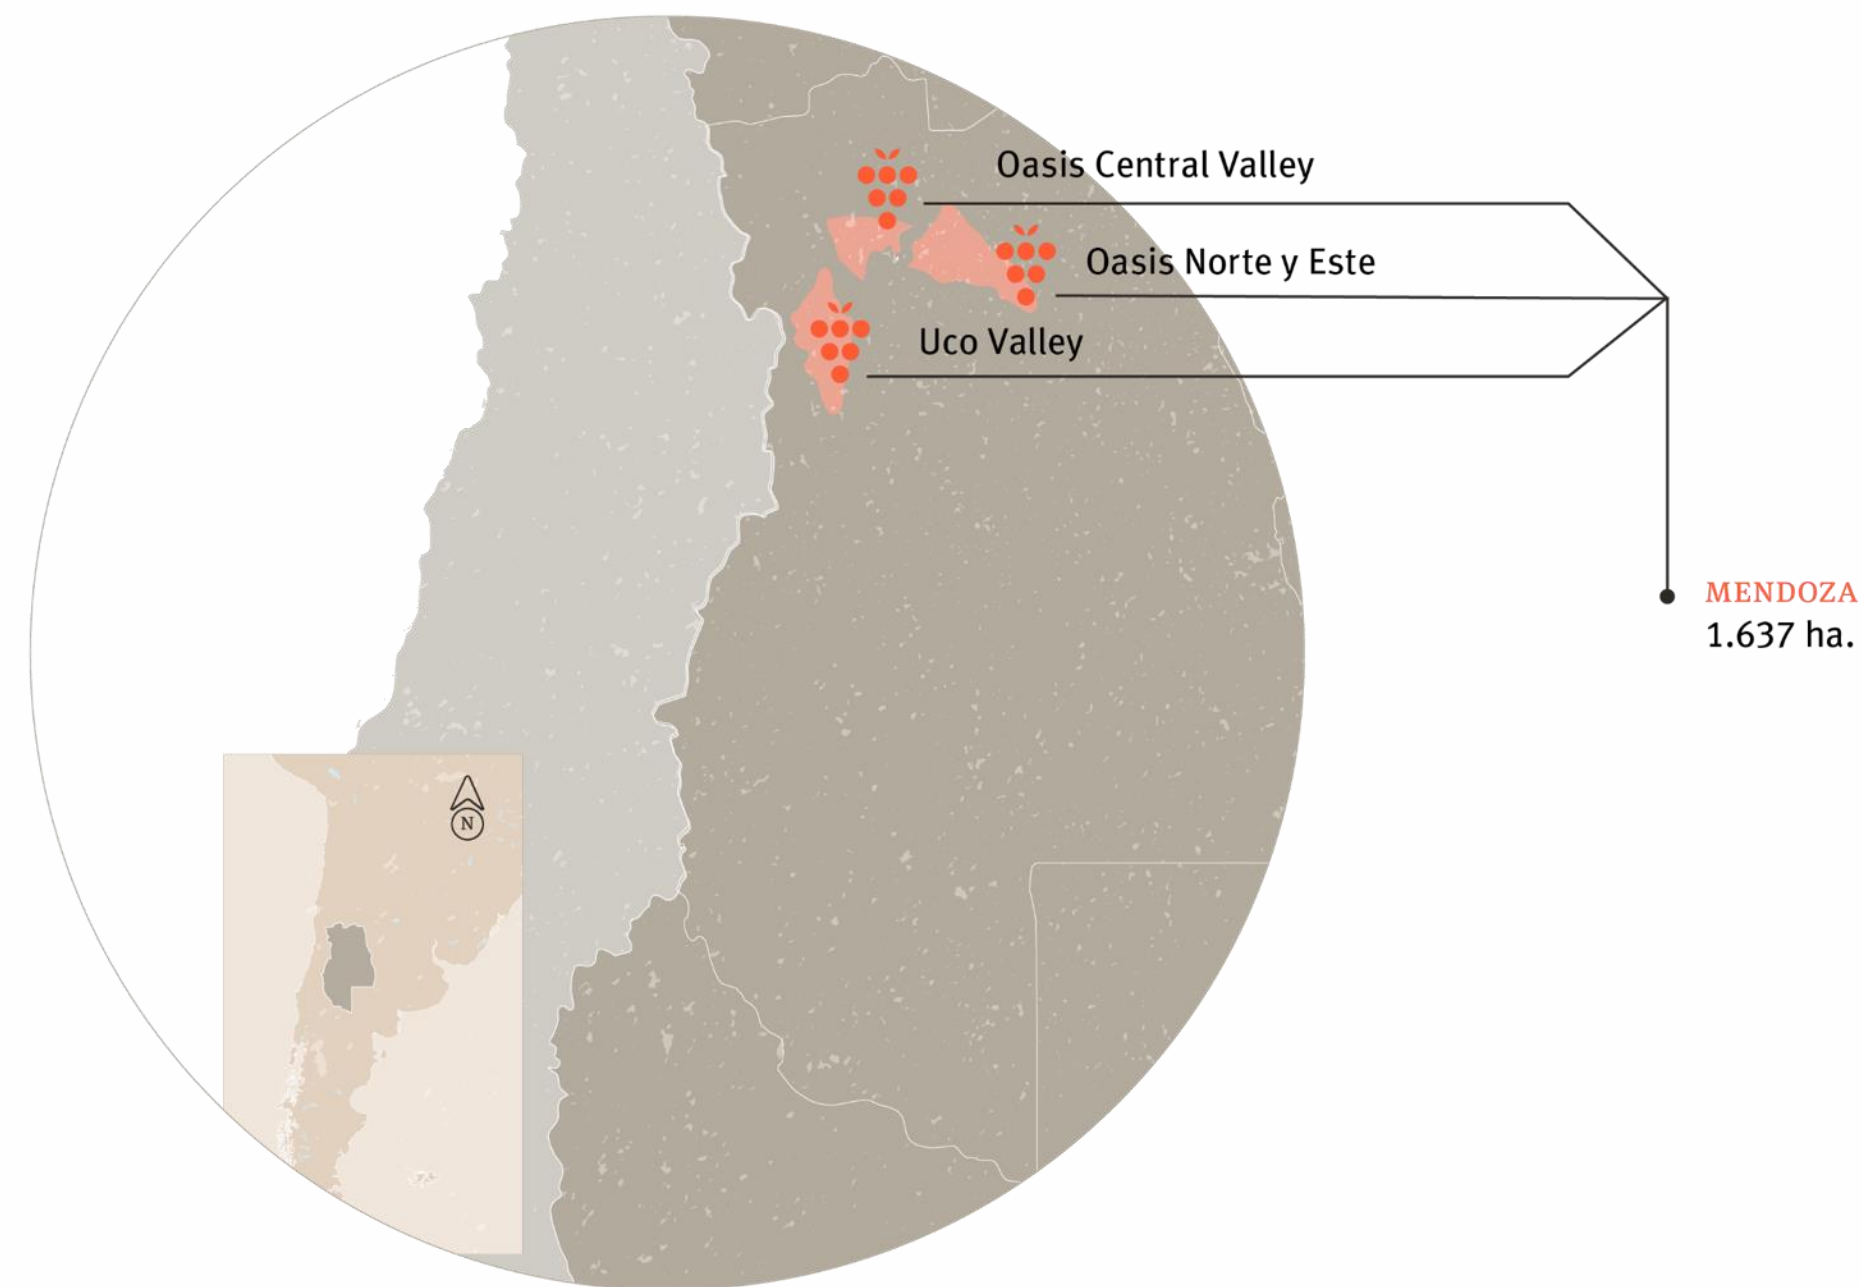 Oasis Central Valley
Oasis Norte y Este
Uco Valley
MENDOZA
1.637 ha.
N